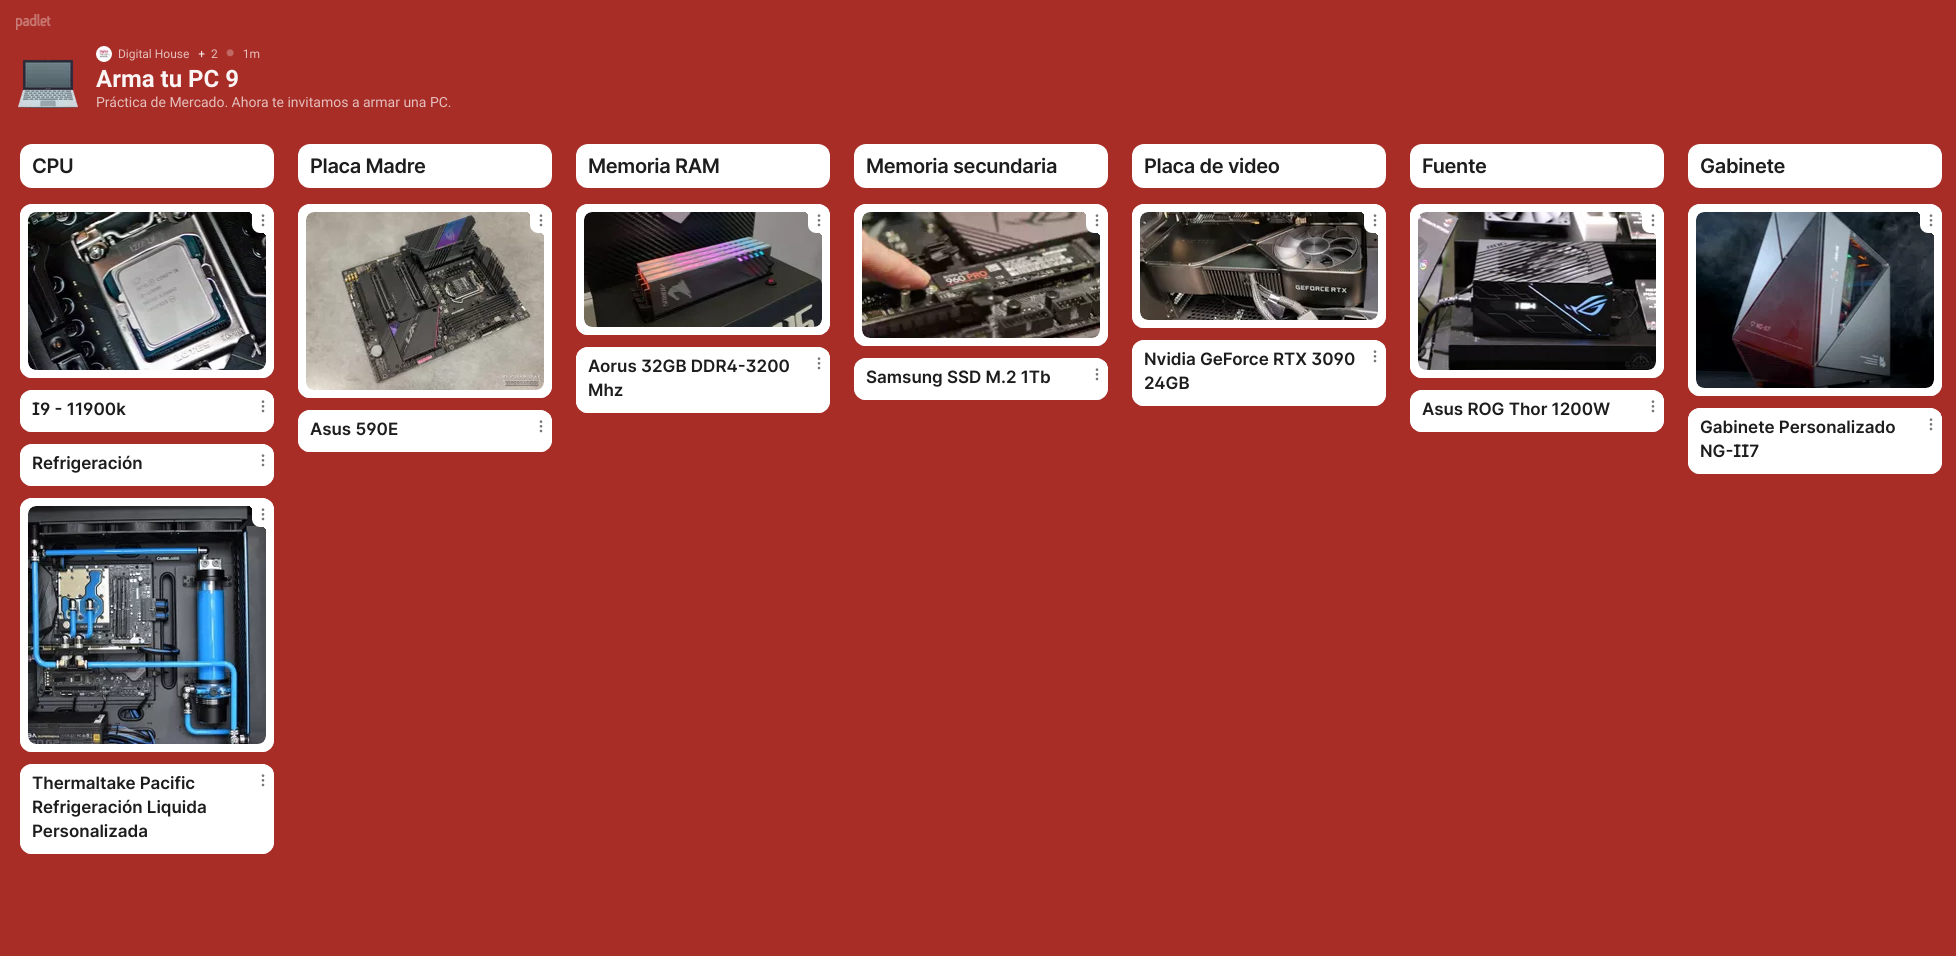 padlet
Digital House + 2 1m
Arma tu PC 9
Práctica de Mercado. Ahora te invitamos a armar una PC.
CPU
I9 - 11900k
Refrigeración
Thermaltake Pacific
Refrigeración Liquida
Personalizada
Placa Madre
Asus 590E
Memoria RAM
Aorus 32GB DDR4-3200
Mhz
Memoria secundaria
960 PRO
Samsung SSD M.2 1Tb
Placa de video
GEFORCE RTX
Nvidia GeForce RTX 3090
24GB
Fuente
Asus ROG Thor 1200W
Gabinete
Gabinete Personalizado
NG-II7